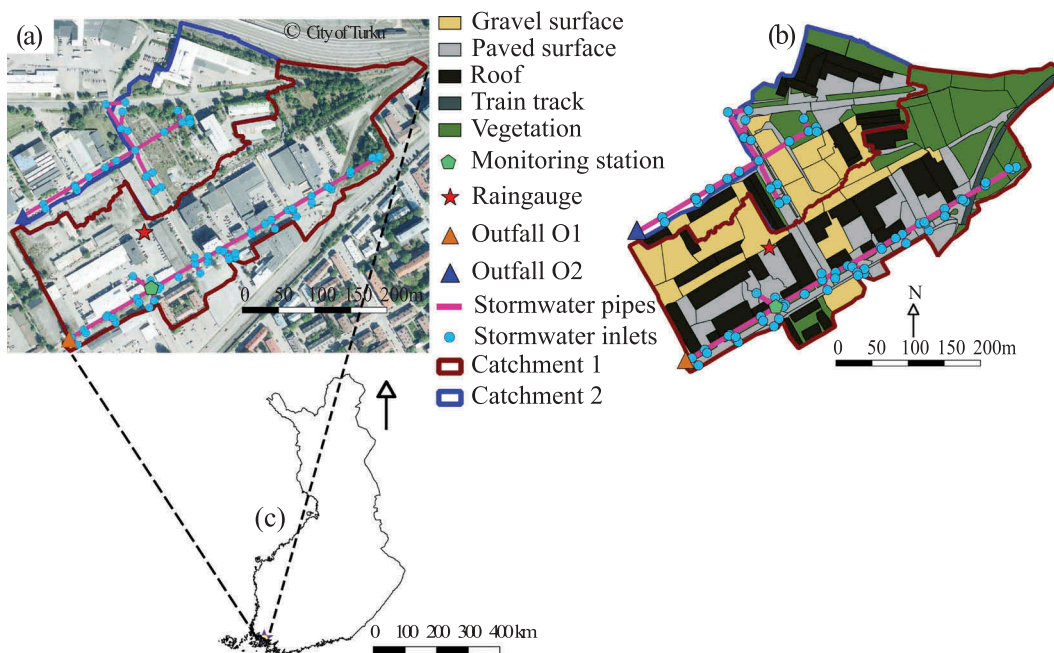 (a)
© City of Turku
0 50 100 200m
Gravel surface
Paved surface
Roof
Train track
Vegetation
Monitoring station
Raingauge
Outfall O1
Outfall O2
Stormwater pipes
Stormwater inlets
Catchment 1
Catchment 2
(b)
N
0 50 100 200m
(c)
0 100 200 300 400 km